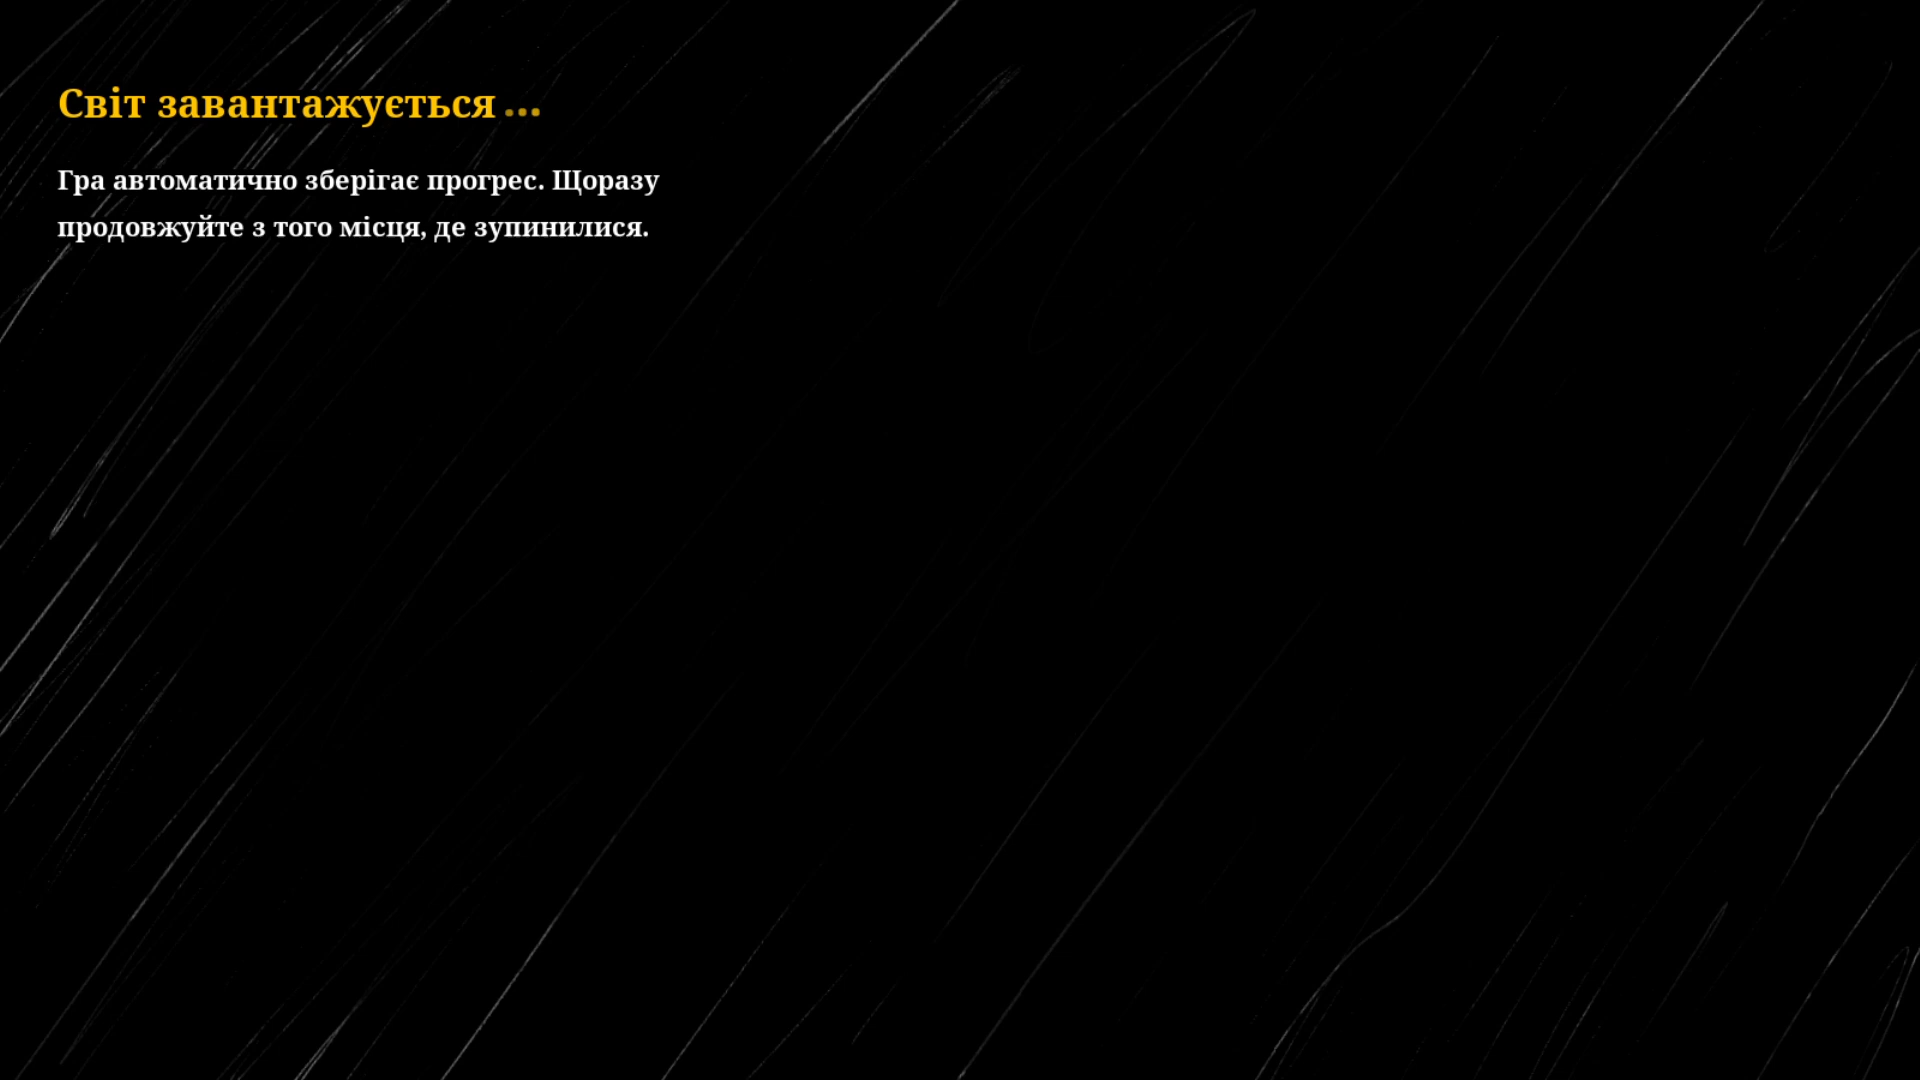 Світ завантажується...
Гра автоматично зберігає прогрес. Щоразу
продовжуйте з того місця, де зупинилися.